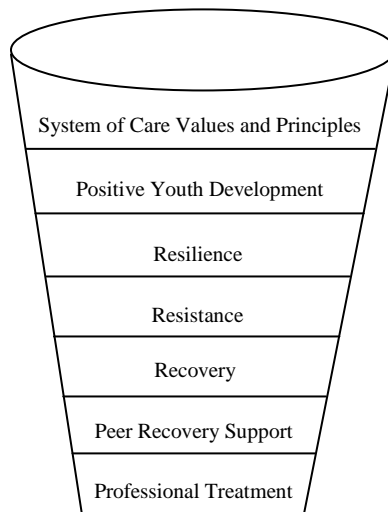 System of Care Values and Principles
Positive Youth Development
Resilience
Resistance
Recovery
Peer Recovery Support
Professional Treatment